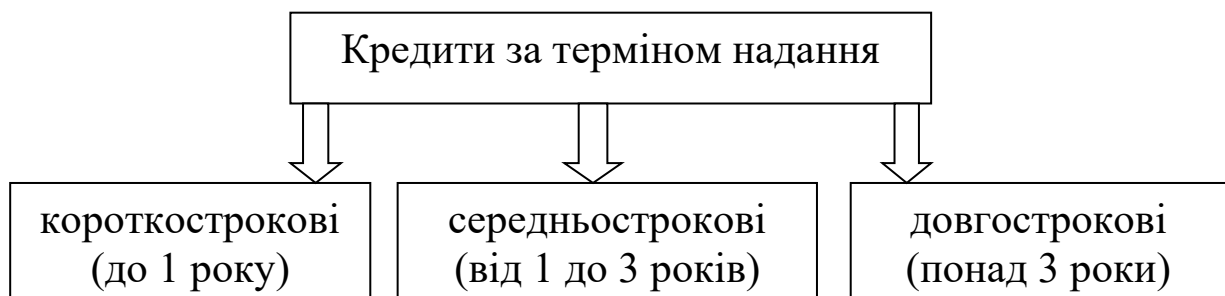 Кредити за терміном надання
короткострокові
(до 1 року)
середньострокові
(від 1 до 3 років)
довгострокові
(понад 3 роки)